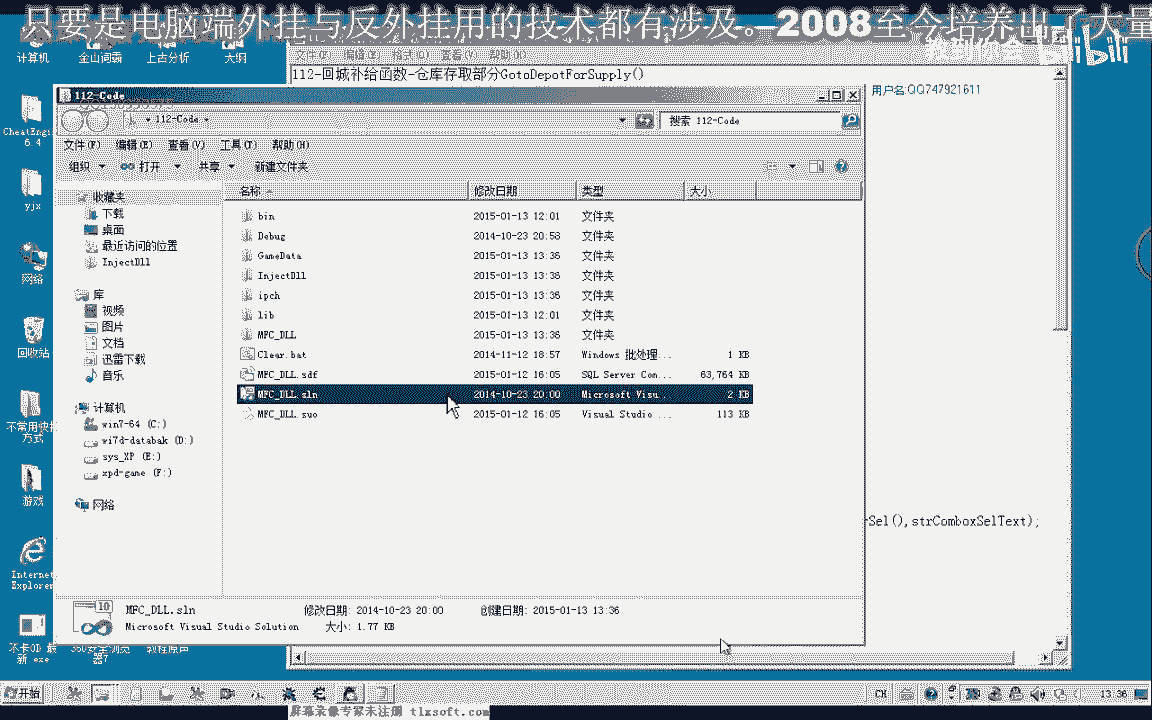 只要是电脑端外挂与反外挂用的技术都有涉及。 2008至今培养出了大量
计算机
金山词霸
上古分析
大纲
文件(F) 编辑(E) 格式(O) 查看(V) 帮助(H)
bilibili
112-回城补给函数-仓库存取部分GotoDepotForSupply()
用户名:QQ747921611
112-Code
112-Code
搜索 112-Code
文件(F) 编辑(E) 查看(V) 工具(T) 帮助(H)
组织 打开 共享 新建文件夹
收藏夹
下载
桌面
最近访问的位置
InjectDll
库
视频
图片
文档
迅雷下载
音乐
计算机
win7-64 (C:)
wi7d-databak (D:)
sys_XP (E:)
xpd-game (F:)
网络
名称 修改日期 类型 大小
bin 2015-01-13 12:01 文件夹
Debug 2014-10-23 20:58 文件夹
GameData 2015-01-13 13:36 文件夹
InjectDll 2015-01-13 13:36 文件夹
ipch 2015-01-13 13:36 文件夹
lib 2015-01-13 12:01 文件夹
MFC_DLL 2015-01-13 13:36 文件夹
Clear.bat 2014-11-12 18:57 Windows 批处理... 1 KB
MFC_DLL.sdf 2015-01-12 16:05 SQL Server Com... 63,764 KB
MFC_DLL.sln 2014-10-23 20:00 Microsoft Visu... 2 KB
MFC_DLL.suo 2015-01-12 16:05 Visual Studio ... 113 KB
Sel(),strComboxSelText);
MFC_DLL.sln 修改日期: 2014-10-23 20:00 创建日期: 2015-01-13 13:36
Microsoft Visual Studio Solution 大小: 1.77 KB
CheatEngi
6.4
yjx
网络
回收站
不常用快捷
方式
游戏
Internet
Explorer
不卡OD 最
新.exe
360安全浏览
器7
教程原声
开始
CH
13:36
屏幕录像专家未注册 tlxsoft.com